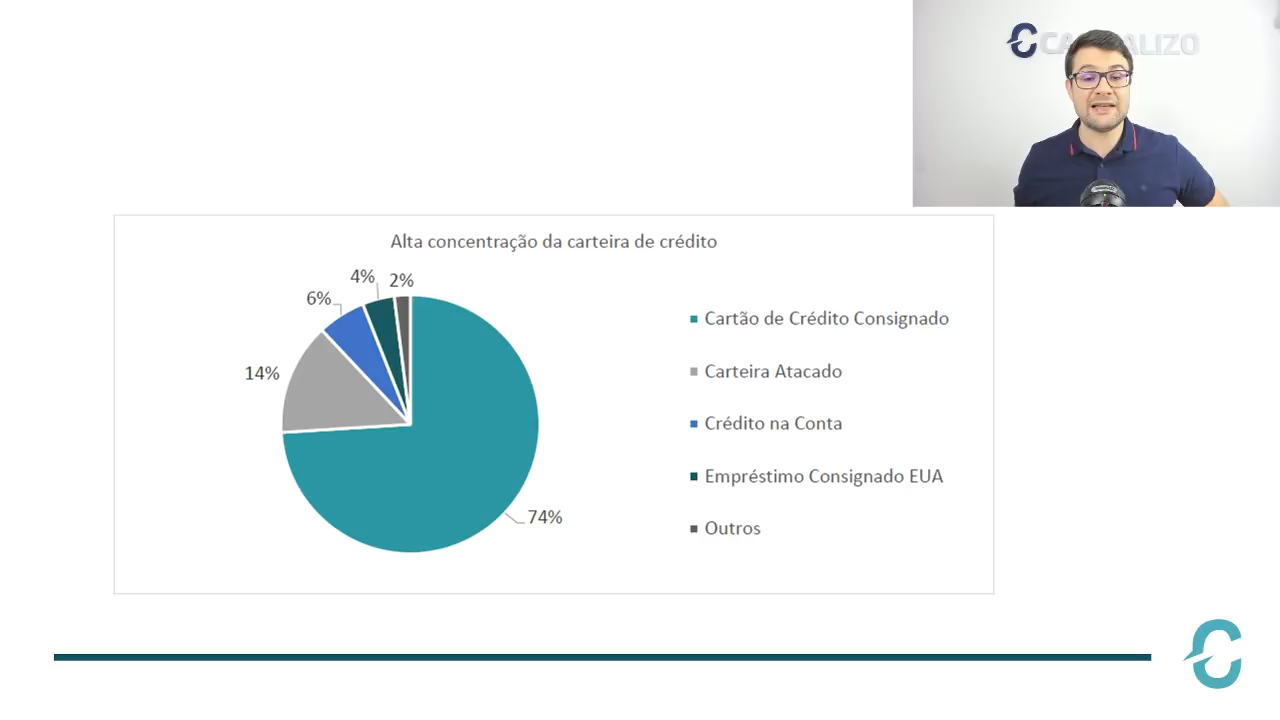 Alta concentração da carteira de crédito
4%
2%
6%
14%
74%
Cartão de Crédito Consignado
Carteira Atacado
Crédito na Conta
Empréstimo Consignado EUA
Outros